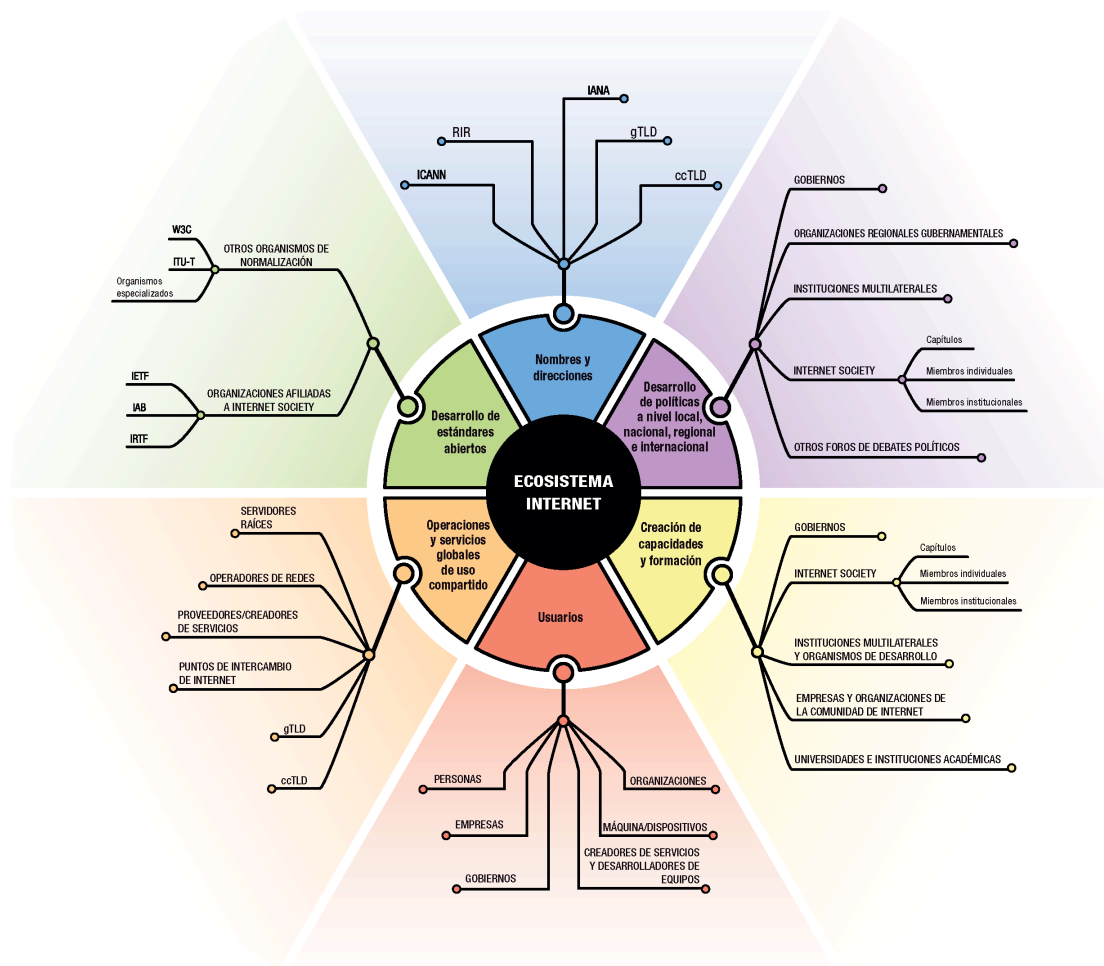 IANA
RIR
gTLD
ICANN
ccTLD
GOBIERNOS
ORGANIZACIONES REGIONALES GUBERNAMENTALES
INSTITUCIONES MULTILATERALES
INTERNET SOCIETY
Capítulos
Miembros individuales
Miembros institucionales
OTROS FOROS DE DEBATES POLÍTICOS
W3C
ITU-T
Organismos
especializados
OTROS ORGANISMOS DE
NORMALIZACIÓN
IETF
IAB
IRTF
ORGANIZACIONES AFILIADAS
A INTERNET SOCIETY
Nombres y
direcciones
Desarrollo de
estándares
abiertos
Desarrollo
de políticas
a nivel local,
nacional, regional
e internacional
ECOSISTEMA
INTERNET
Operaciones
y servicios
globales
de uso
compartido
Creación de
capacidades
y formación
Usuarios
SERVIDORES
RAÍCES
OPERADORES DE REDES
PROVEEDORES/CREADORES
DE SERVICIOS
PUNTOS DE INTERCAMBIO
DE INTERNET
gTLD
ccTLD
GOBIERNOS
INTERNET SOCIETY
Capítulos
Miembros individuales
Miembros institucionales
INSTITUCIONES MULTILATERALES
Y ORGANISMOS DE DESARROLLO
EMPRESAS Y ORGANIZACIONES DE
LA COMUNIDAD DE INTERNET
UNIVERSIDADES E INSTITUCIONES ACADÉMICAS
PERSONAS
EMPRESAS
GOBIERNOS
ORGANIZACIONES
MÁQUINA/DISPOSITIVOS
CREADORES DE SERVICIOS
Y DESARROLLADORES DE
EQUIPOS